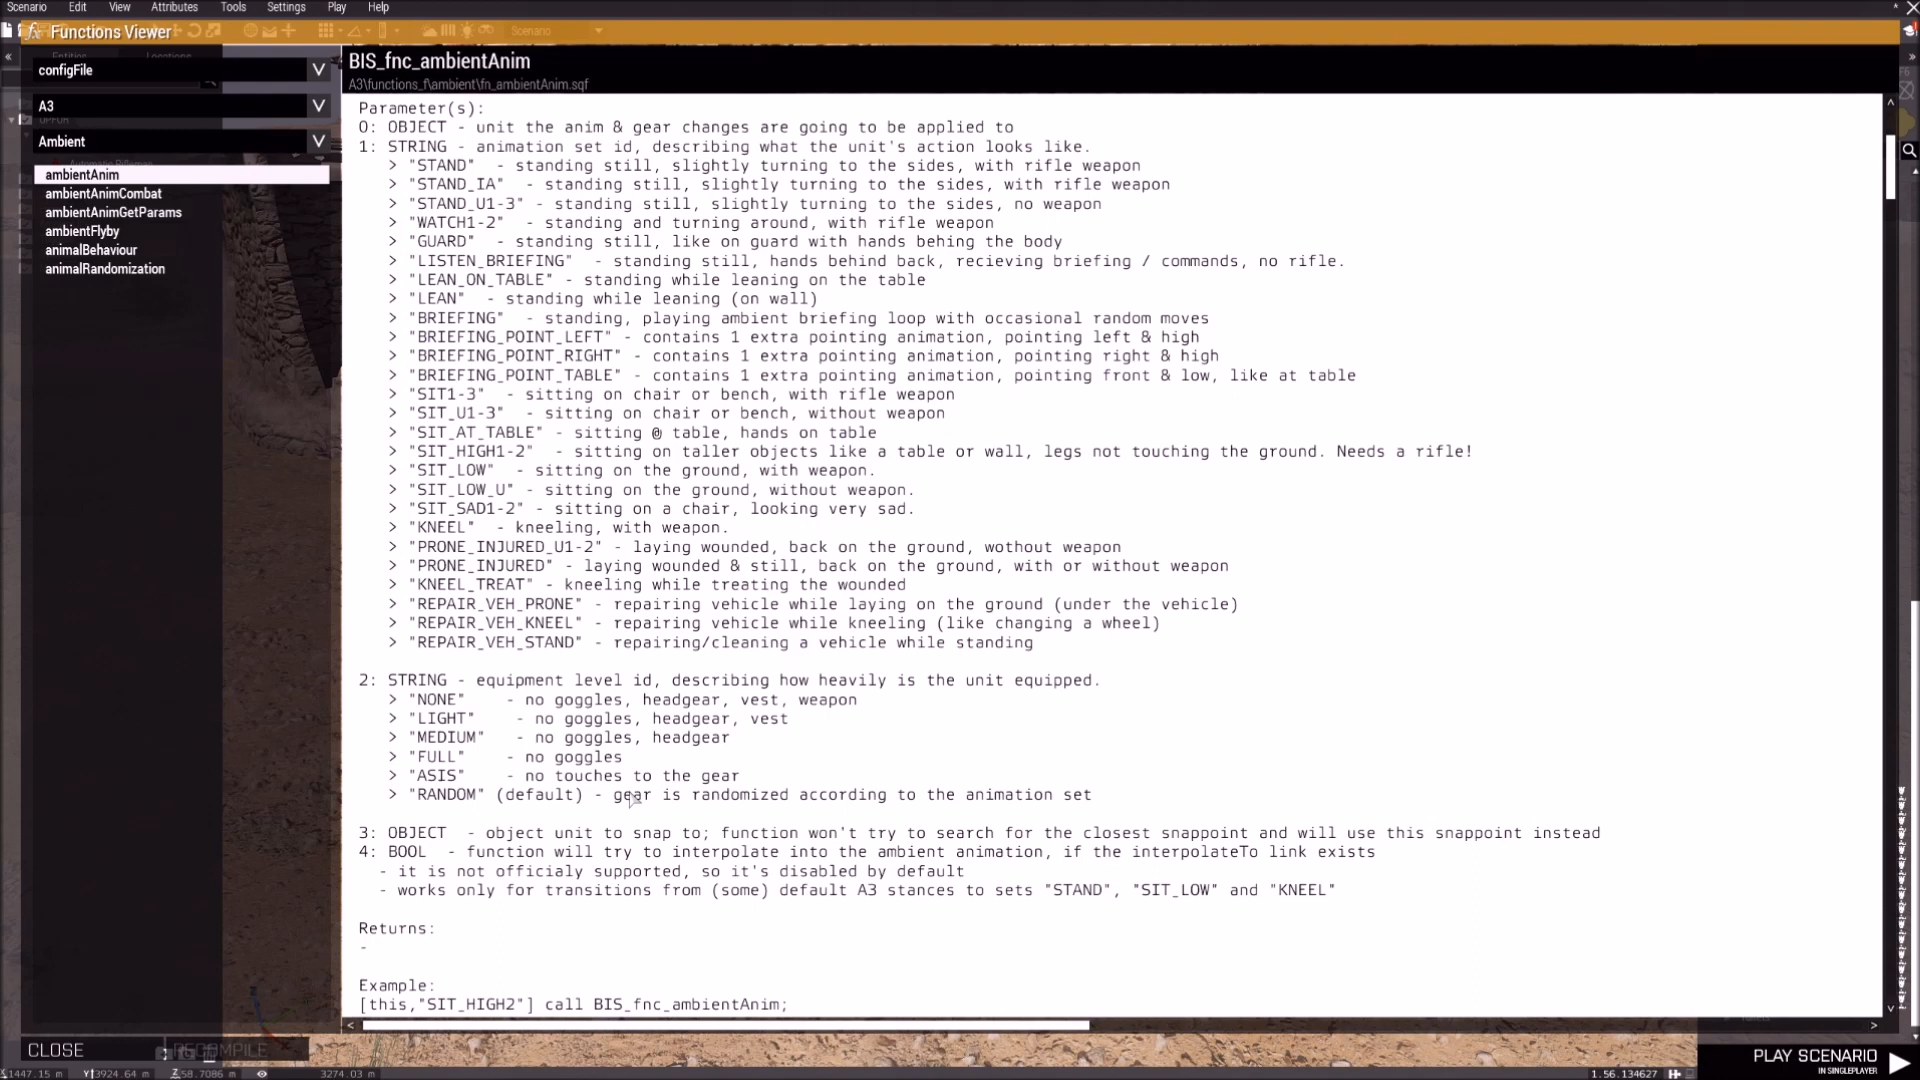 Scenario Edit View Attributes Tools Settings Play Help
Functions Viewer
Scenario
configFile
A3
Ambient
ambientAnim
ambientAnimCombat
ambientAnimGetParams
ambientFlyby
animalBehaviour
animalRandomization
BIS_fnc_ambientAnim
A3\functions_f\ambient\fn_ambientAnim.sqf
Parameter(s):
0: OBJECT - unit the anim & gear changes are going to be applied to
1: STRING - animation set id, describing what the unit's action looks like.
> "STAND" - standing still, slightly turning to the sides, with rifle weapon
> "STAND_IA" - standing still, slightly turning to the sides, with rifle weapon
> "STAND_U1-3" - standing still, slightly turning to the sides, no weapon
> "WATCH1-2" - standing and turning around, with rifle weapon
> "GUARD" - standing still, like on guard with hands behing the body
> "LISTEN_BRIEFING" - standing still, hands behind back, recieving briefing / commands, no rifle.
> "LEAN_ON_TABLE" - standing while leaning on the table
> "LEAN" - standing while leaning (on wall)
> "BRIEFING" - standing, playing ambient briefing loop with occasional random moves
> "BRIEFING_POINT_LEFT" - contains 1 extra pointing animation, pointing left & high
> "BRIEFING_POINT_RIGHT" - contains 1 extra pointing animation, pointing right & high
> "BRIEFING_POINT_TABLE" - contains 1 extra pointing animation, pointing front & low, like at table
> "SIT1-3" - sitting on chair or bench, with rifle weapon
> "SIT_U1-3" - sitting on chair or bench, without weapon
> "SIT_AT_TABLE" - sitting @ table, hands on table
> "SIT_HIGH1-2" - sitting on taller objects like a table or wall, legs not touching the ground. Needs a rifle!
> "SIT_LOW" - sitting on the ground, with weapon.
> "SIT_LOW_U" - sitting on the ground, without weapon.
> "SIT_SAD1-2" - sitting on a chair, looking very sad.
> "KNEEL" - kneeling, with weapon.
> "PRONE_INJURED_U1-2" - laying wounded, back on the ground, wothout weapon
> "PRONE_INJURED" - laying wounded & still, back on the ground, with or without weapon
> "KNEEL_TREAT" - kneeling while treating the wounded
> "REPAIR_VEH_PRONE" - repairing vehicle while laying on the ground (under the vehicle)
> "REPAIR_VEH_KNEEL" - repairing vehicle while kneeling (like changing a wheel)
> "REPAIR_VEH_STAND" - repairing/cleaning a vehicle while standing
2: STRING - equipment level id, describing how heavily is the unit equipped.
> "NONE" - no goggles, headgear, vest, weapon
> "LIGHT" - no goggles, headgear, vest
> "MEDIUM" - no goggles, headgear
> "FULL" - no goggles
> "ASIS" - no touches to the gear
> "RANDOM" (default) - gear is randomized according to the animation set
3: OBJECT - object unit to snap to; function won't try to search for the closest snappoint and will use this snappoint instead
4: BOOL - function will try to interpolate into the ambient animation, if the interpolateTo link exists
- it is not officialy supported, so it's disabled by default
- works only for transitions from (some) default A3 stances to sets "STAND", "SIT_LOW" and "KNEEL"
Returns:
-
Example:
[this,"SIT_HIGH2"] call BIS_fnc_ambientAnim;
CLOSE
RECOMPILE
PLAY SCENARIO
IN SINGLEPLAYER
3274.03 m
1.56.134627